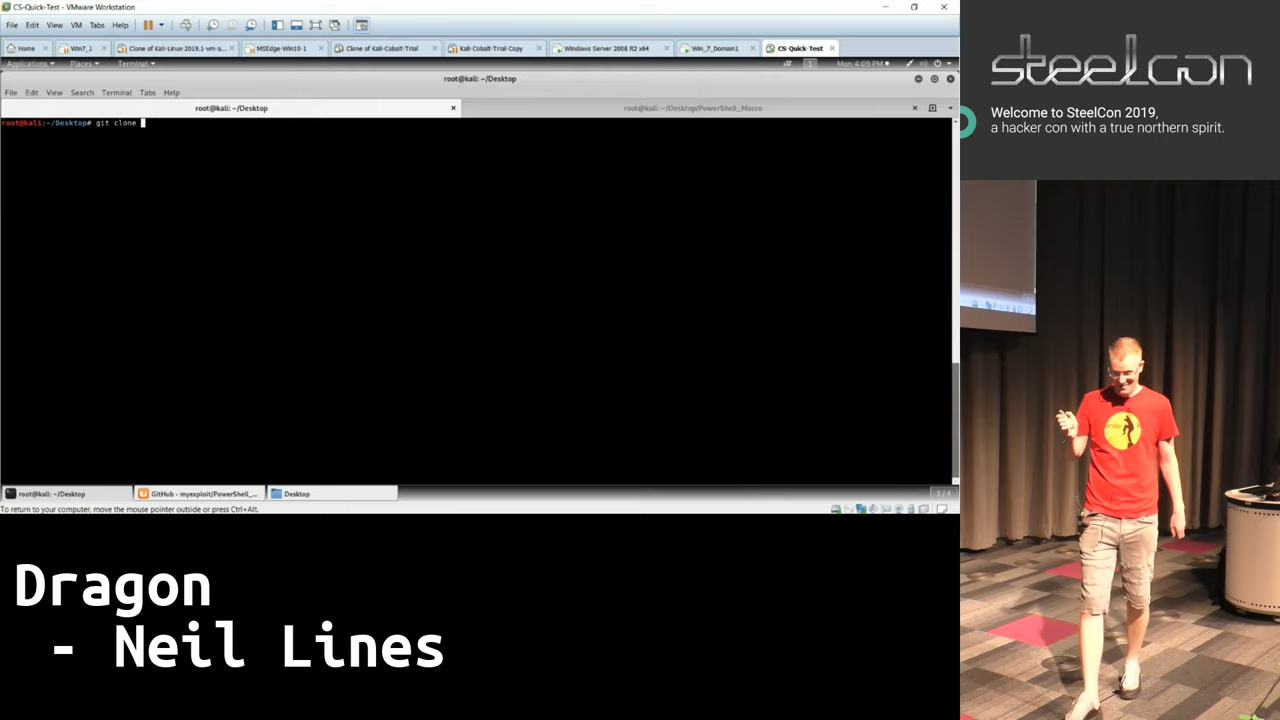 CS-Quick-Test - VMware Workstation
File Edit View VM Tabs Help
Home Win7_1 Clone of Kali-Linux-2019.1-vm-a... MSEdge-Win10-1 Clone of Kali-Cobalt-Trial Kali-Cobalt-Trial-Copy Windows Server 2008 R2 x64 Win_7_Domain1 CS-Quick-Test
Applications Places Terminal Mon 4:09 PM 1
root@kali: ~/Desktop
File Edit View Search Terminal Tabs Help
root@kali: ~/Desktop root@kali: ~/Desktop/PowerShell_Macro
root@kali:~/Desktop# git clone
root@kali: ~/Desktop GitHub - myexploit/PowerShell_... Desktop 1 / 4
To return to your computer, move the mouse pointer outside or press Ctrl+Alt.
steelcon
Welcome to SteelCon 2019,
a hacker con with a true northern spirit.
Dragon
- Neil Lines